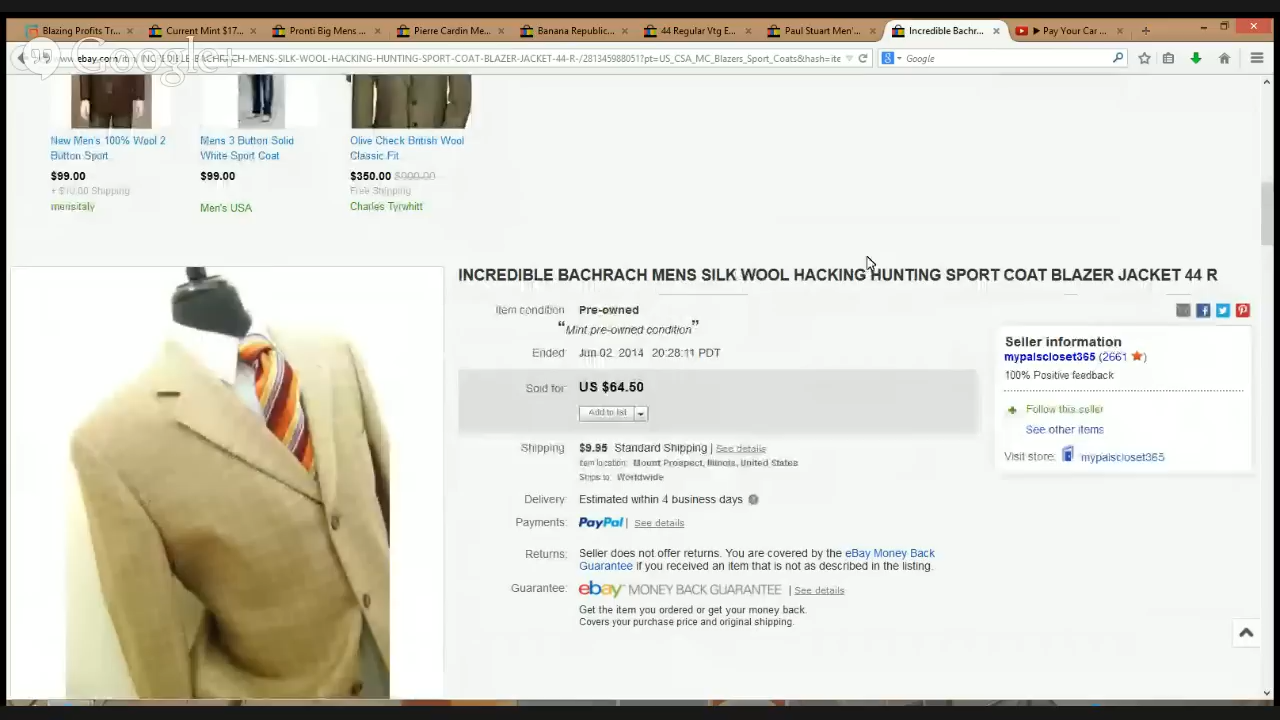 Blazing Profits Tr... × Current Mint $17... × Pronti Big Mens ... × Pierre Cardin Me... × Banana Republic... × 44 Regular Vtg E... × Paul Stuart Men'... × Incredible Bachr... × ▶ Pay Your Car ... ×
Google+
Google
New Men's 100% Wool 2 Button Sport
$99.00
+ $10.00 Shipping
mensitaly
Mens 3 Button Solid White Sport Coat
$99.00
Men's USA
Olive Check British Wool Classic Fit
$350.00
Free Shipping
Charles Tyrwhitt
INCREDIBLE BACHRACH MENS SILK WOOL HACKING HUNTING SPORT COAT BLAZER JACKET 44 R
Item condition: Pre-owned
“Mint pre-owned condition”
Ended: Jun 02, 2014 20:28:11 PDT
Sold for: US $64.50
Add to list
Shipping: $9.95 Standard Shipping | See details
Item location: Mount Prospect, Illinois, United States
Ships to: Worldwide
Delivery: Estimated within 4 business days
Payments: PayPal | See details
Returns: Seller does not offer returns. You are covered by the eBay Money Back
Guarantee if you received an item that is not as described in the listing.
Guarantee: ebay MONEY BACK GUARANTEE | See details
Get the item you ordered or get your money back.
Covers your purchase price and original shipping.
Seller information
mypalscloset365 (2661 ★)
100% Positive feedback
Follow this seller
See other items
Visit store: mypalscloset365